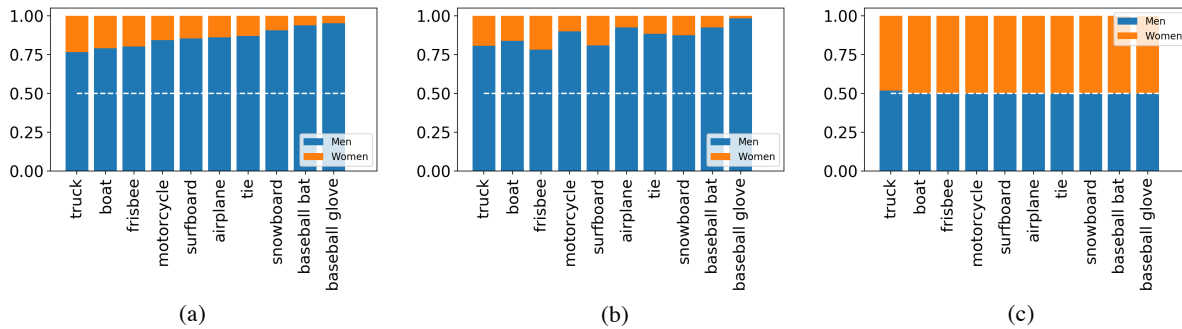 1.00
0.75
0.50
0.25
0.00
Men
Women
truck
boat
frisbee
motorcycle
surfboard
airplane
tie
snowboard
baseball bat
baseball glove
(a)
1.00
0.75
0.50
0.25
0.00
Men
Women
truck
boat
frisbee
motorcycle
surfboard
airplane
tie
snowboard
baseball bat
baseball glove
(b)
1.00
0.75
0.50
0.25
0.00
Men
Women
truck
boat
frisbee
motorcycle
surfboard
airplane
tie
snowboard
baseball bat
baseball glove
(c)